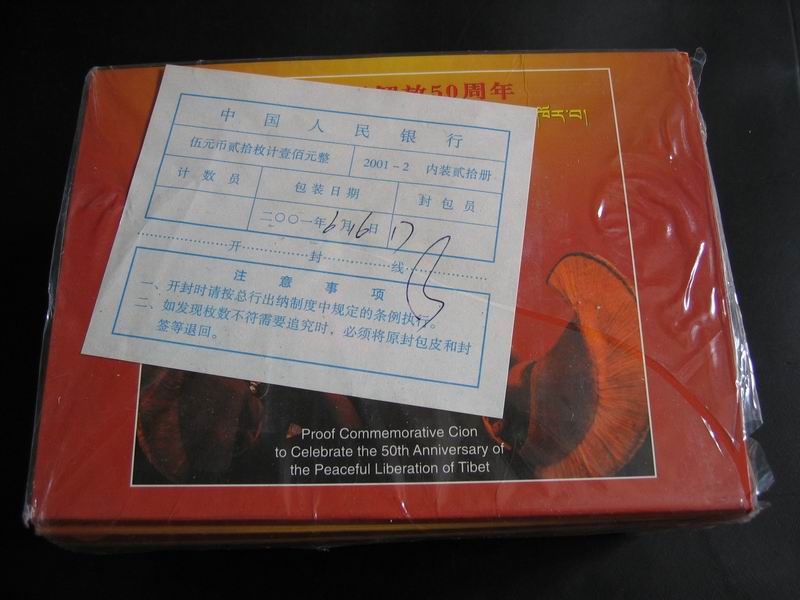 放50周年
中国人民银行
伍元币贰拾枚计壹佰元整 2001-2 内装贰拾册
计数员 包装日期 封包员
二〇〇一年6月16日
开封线
注意事项
一、开封时请按总行出纳制度中规定的条例执行。
二、如发现枚数不符需要追究时，必须将原封包皮和封
签等退回。
Proof Commemorative Cion
to Celebrate the 50th Anniversary of
the Peaceful Liberation of Tibet